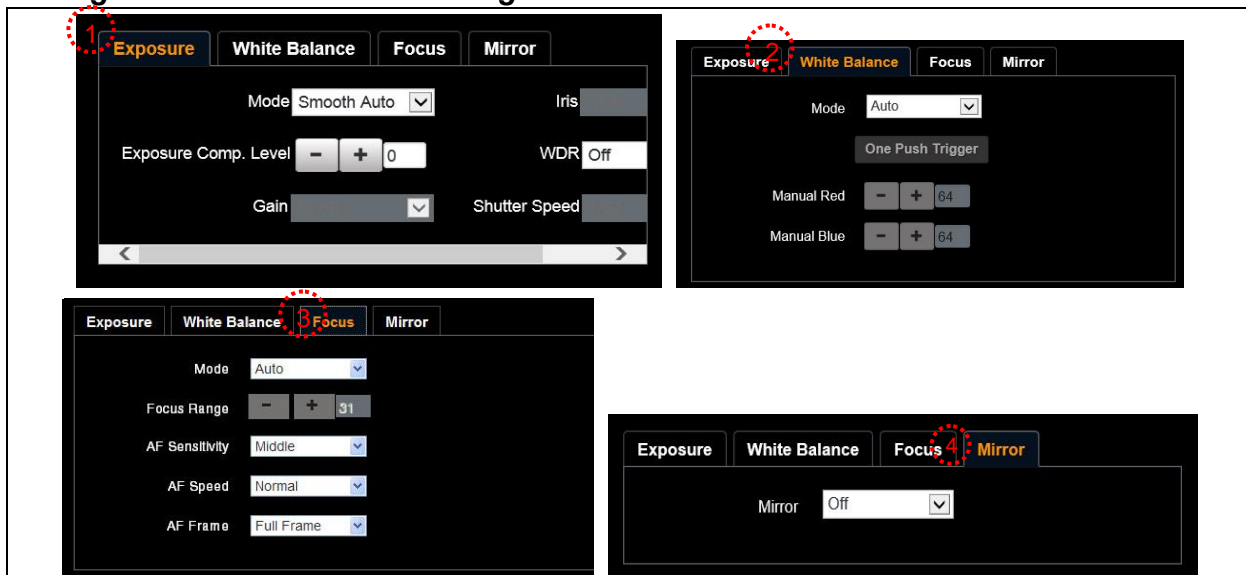 1
Exposure White Balance Focus Mirror
Mode Smooth Auto Iris
Exposure Comp. Level - + 0 WDR Off
Gain Shutter Speed
< >
2
Exposure White Balance Focus Mirror
Mode Auto
One Push Trigger
Manual Red - + 64
Manual Blue - + 64
3
Exposure White Balance Focus Mirror
Mode Auto
Focus Range - + 31
AF Sensitivity Middle
AF Speed Normal
AF Frame Full Frame
4
Exposure White Balance Focus Mirror
Mirror Off